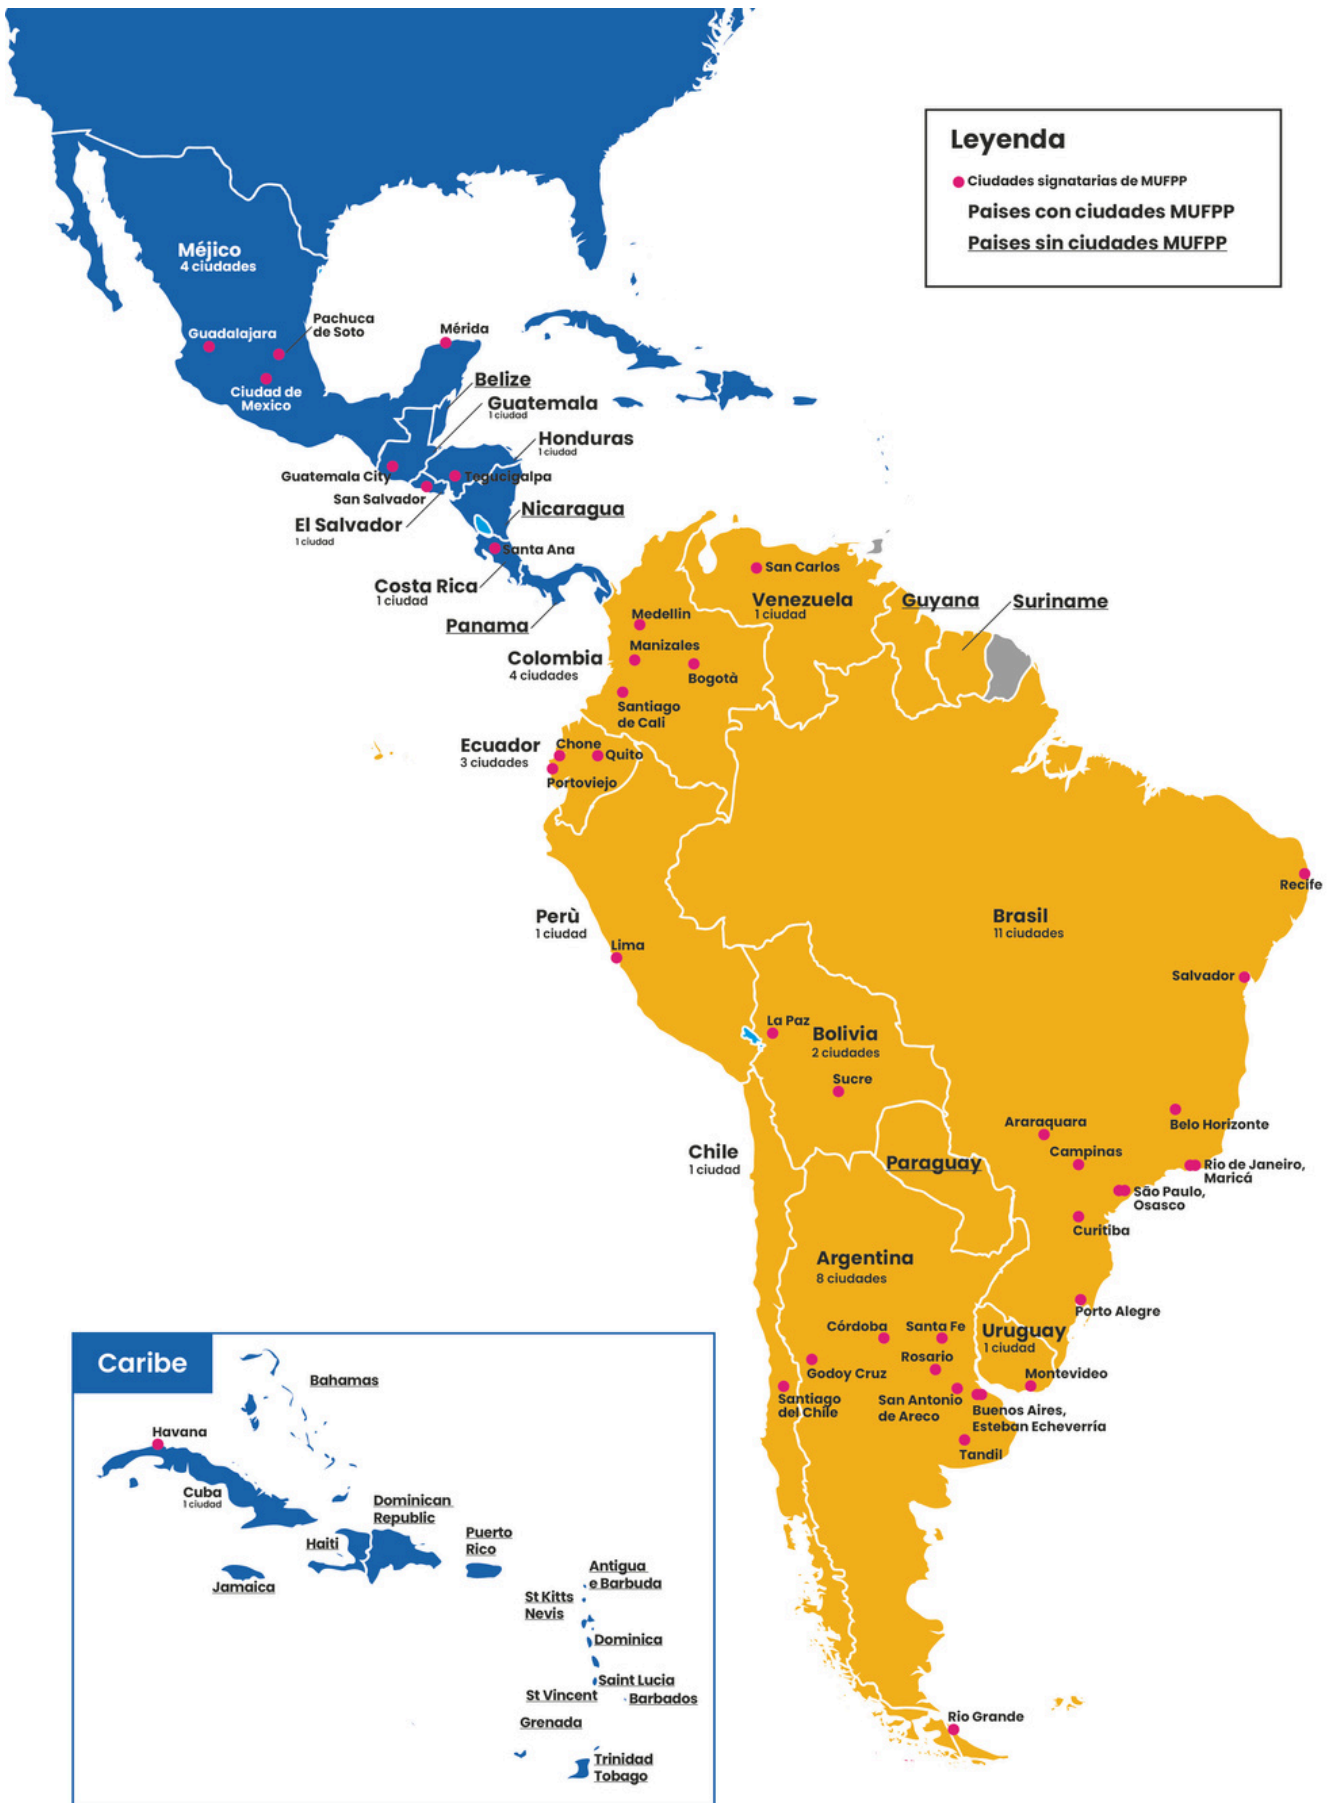 Leyenda
Ciudades signatarias de MUFPP
Paises con ciudades MUFPP
Paises sin ciudades MUFPP
Méjico
4 ciudades
Guadalajara
Pachuca
de Soto
Ciudad de
Mexico
Mérida
Belize
Guatemala
1 ciudad
Honduras
1 ciudad
Guatemala City
Tegucigalpa
San Salvador
El Salvador
1 ciudad
Nicaragua
Santa Ana
Costa Rica
1 ciudad
Panama
San Carlos
Venezuela
1 ciudad
Guyana
Suriname
Medellin
Manizales
Colombia
4 ciudades
Bogotà
Santiago
de Cali
Ecuador
3 ciudades
Chone
Quito
Portoviejo
Recife
Perù
1 ciudad
Brasil
11 ciudades
Lima
Salvador
La Paz
Bolivia
2 ciudades
Sucre
Araraquara
Belo Horizonte
Chile
1 ciudad
Campinas
Paraguay
Rio de Janeiro,
Maricá
São Paulo,
Osasco
Curitiba
Argentina
8 ciudades
Porto Alegre
Córdoba
Santa Fe
Uruguay
1 ciudad
Rosario
Godoy Cruz
Montevideo
Santiago
del Chile
San Antonio
de Areco
Buenos Aires,
Esteban Echeverría
Tandil
Rio Grande
Caribe
Bahamas
Havana
Cuba
1 ciudad
Dominican
Republic
Haiti
Puerto
Rico
Jamaica
Antigua
e Barbuda
St Kitts
Nevis
Dominica
Saint Lucia
St Vincent
Barbados
Grenada
Trinidad
Tobago